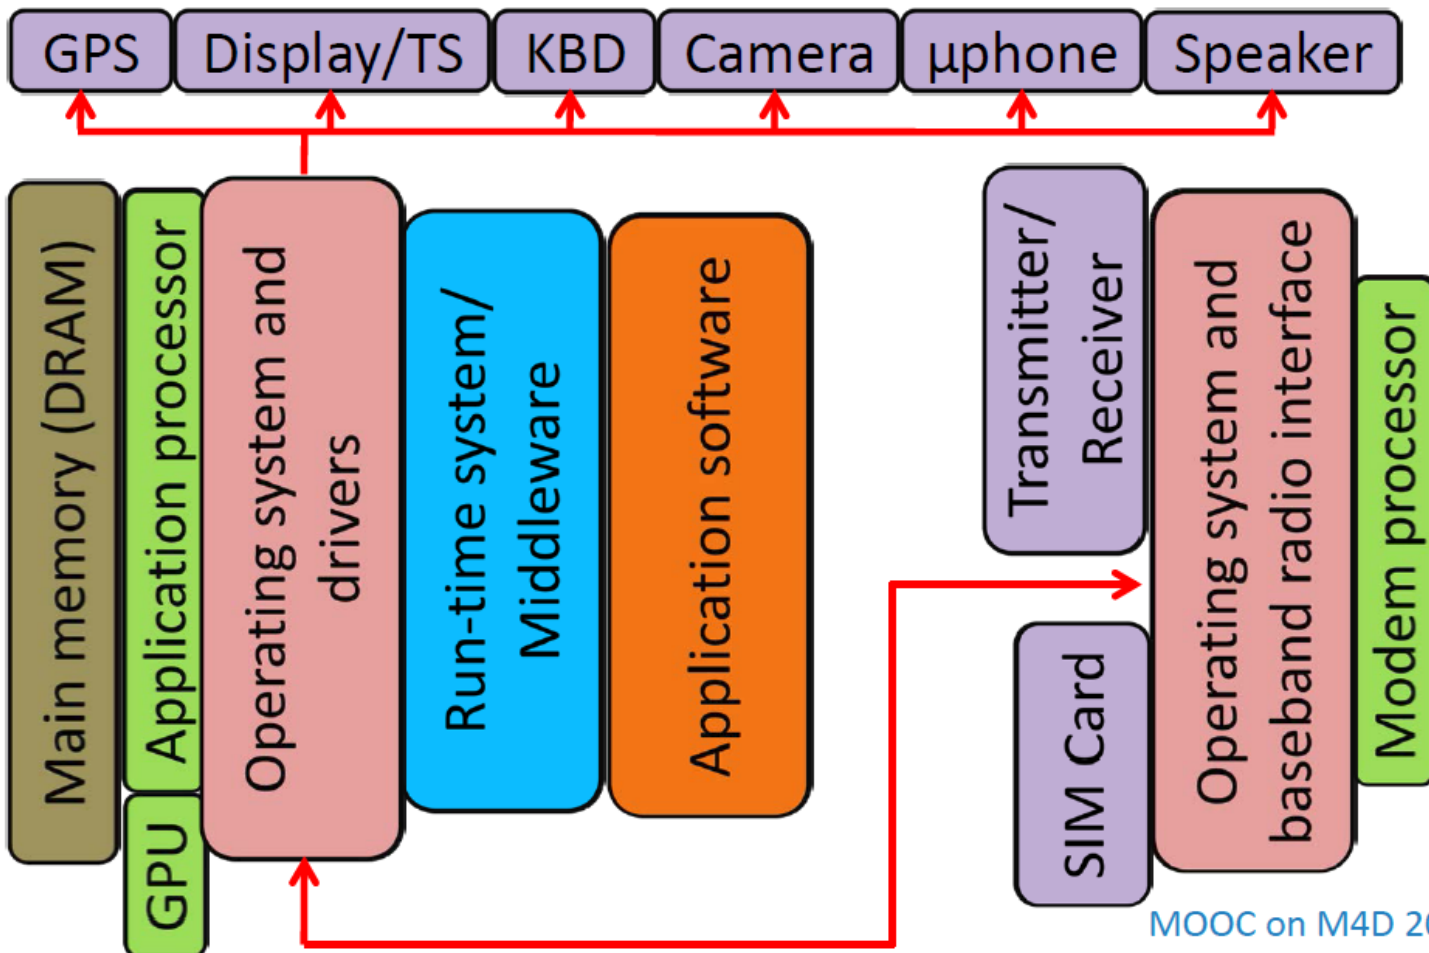 GPS
Display/TS
KBD
Camera
µphone
Speaker
Main memory (DRAM)
Application processor
GPU
Operating system and
drivers
Run-time system/
Middleware
Application software
Transmitter/
Receiver
SIM Card
Operating system and
baseband radio interface
Modem processor
MOOC on M4D 20